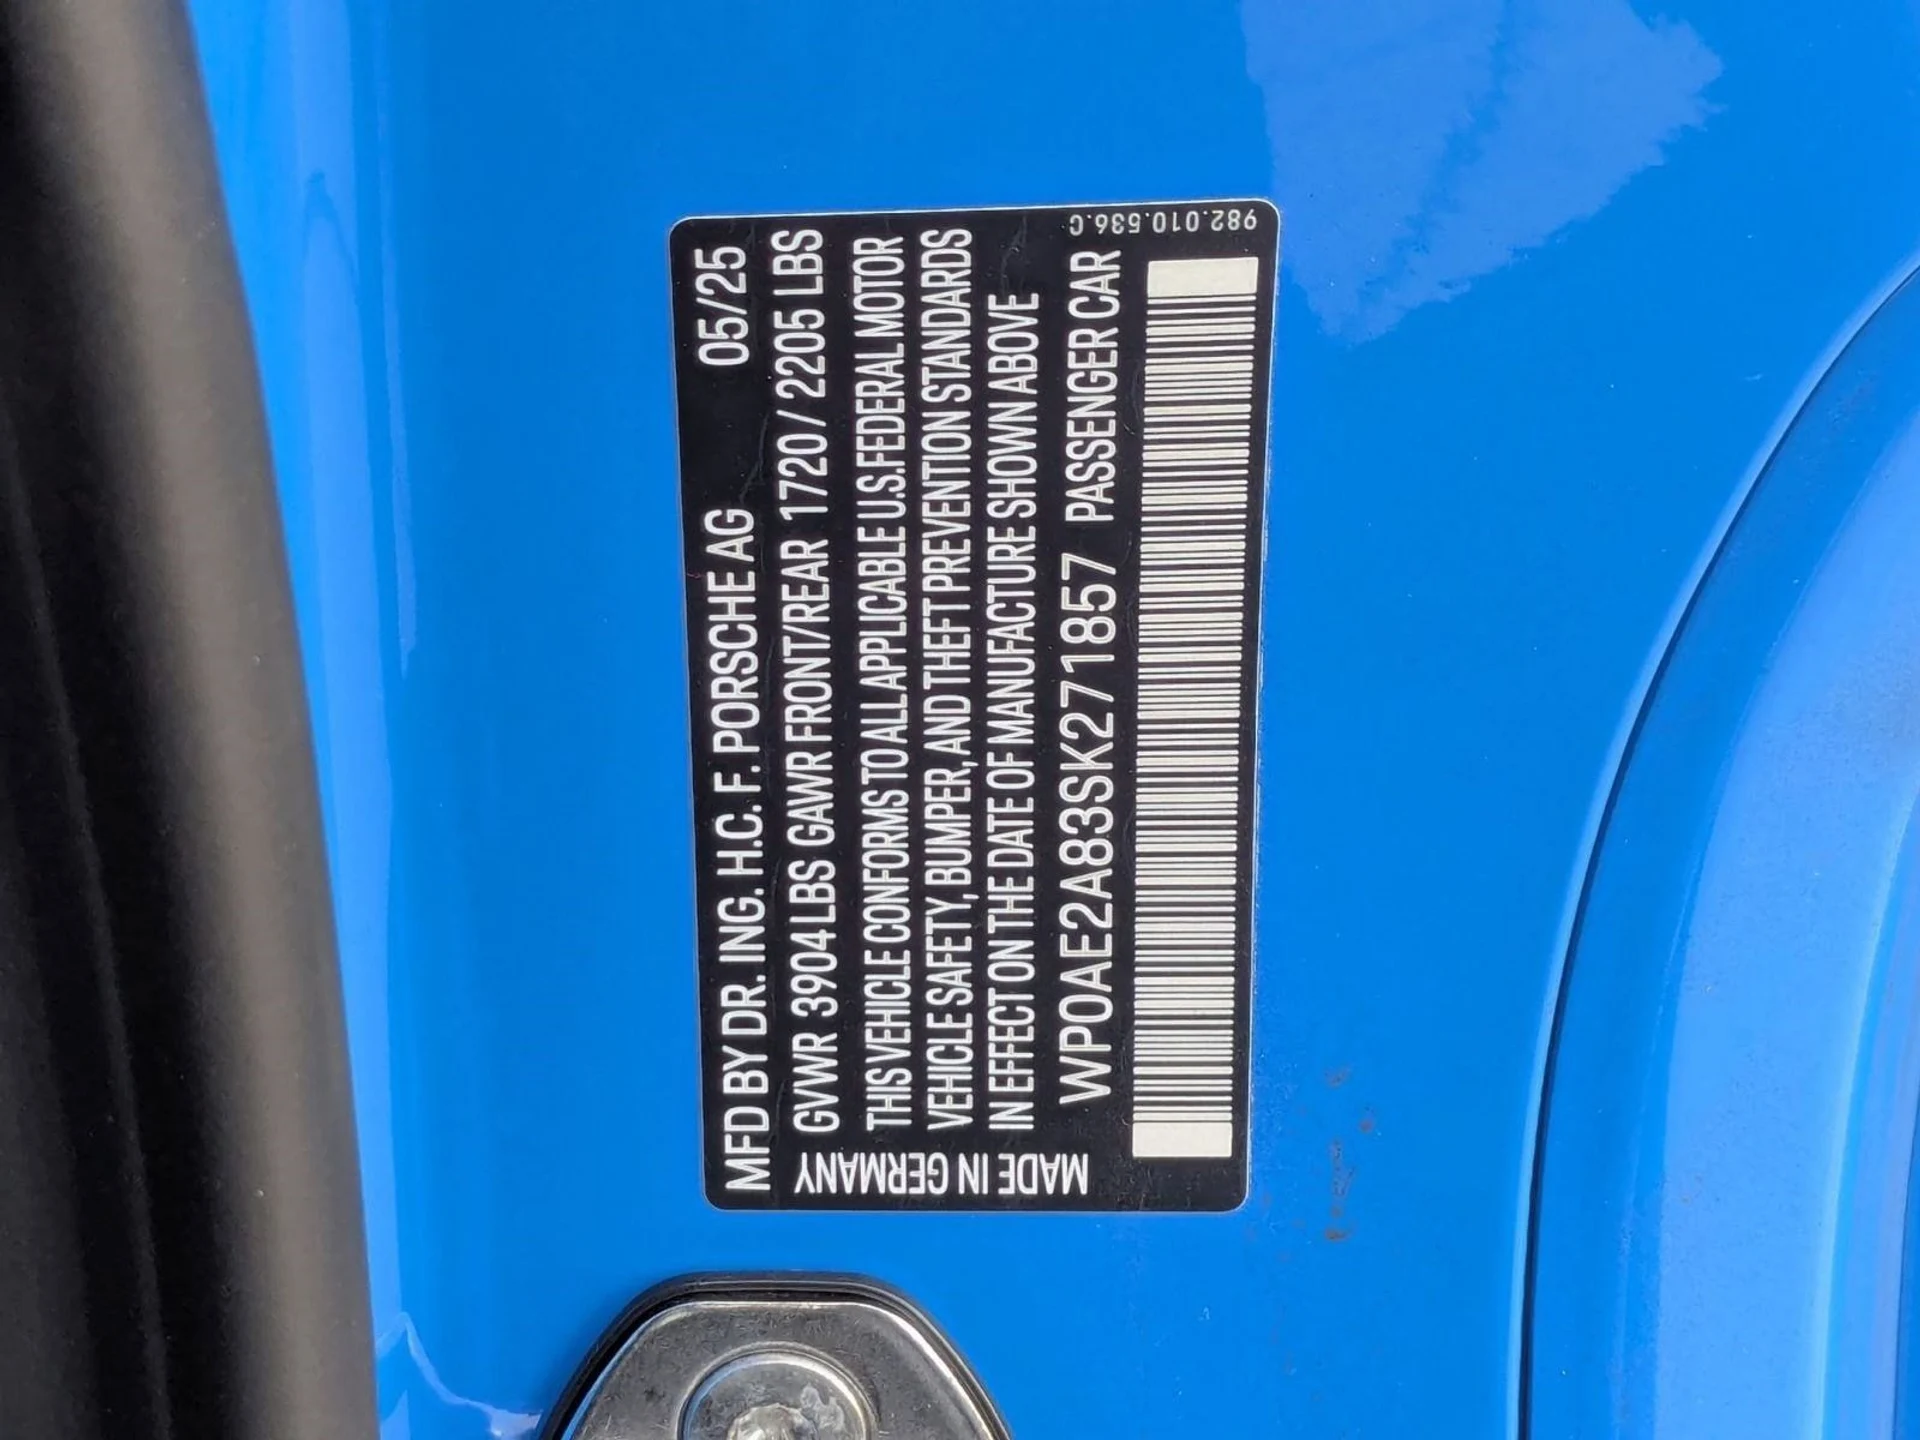 MFD BY DR. ING. H.C. F. PORSCHE AG 05/25
GVWR 3904 LBS GAWR FRONT/REAR 1720 / 2205 LBS
THIS VEHICLE CONFORMS TO ALL APPLICABLE U.S. FEDERAL MOTOR
VEHICLE SAFETY, BUMPER, AND THEFT PREVENTION STANDARDS
IN EFFECT ON THE DATE OF MANUFACTURE SHOWN ABOVE
WP0AE2A83SK271857 PASSENGER CAR
MADE IN GERMANY
982.010.536.C